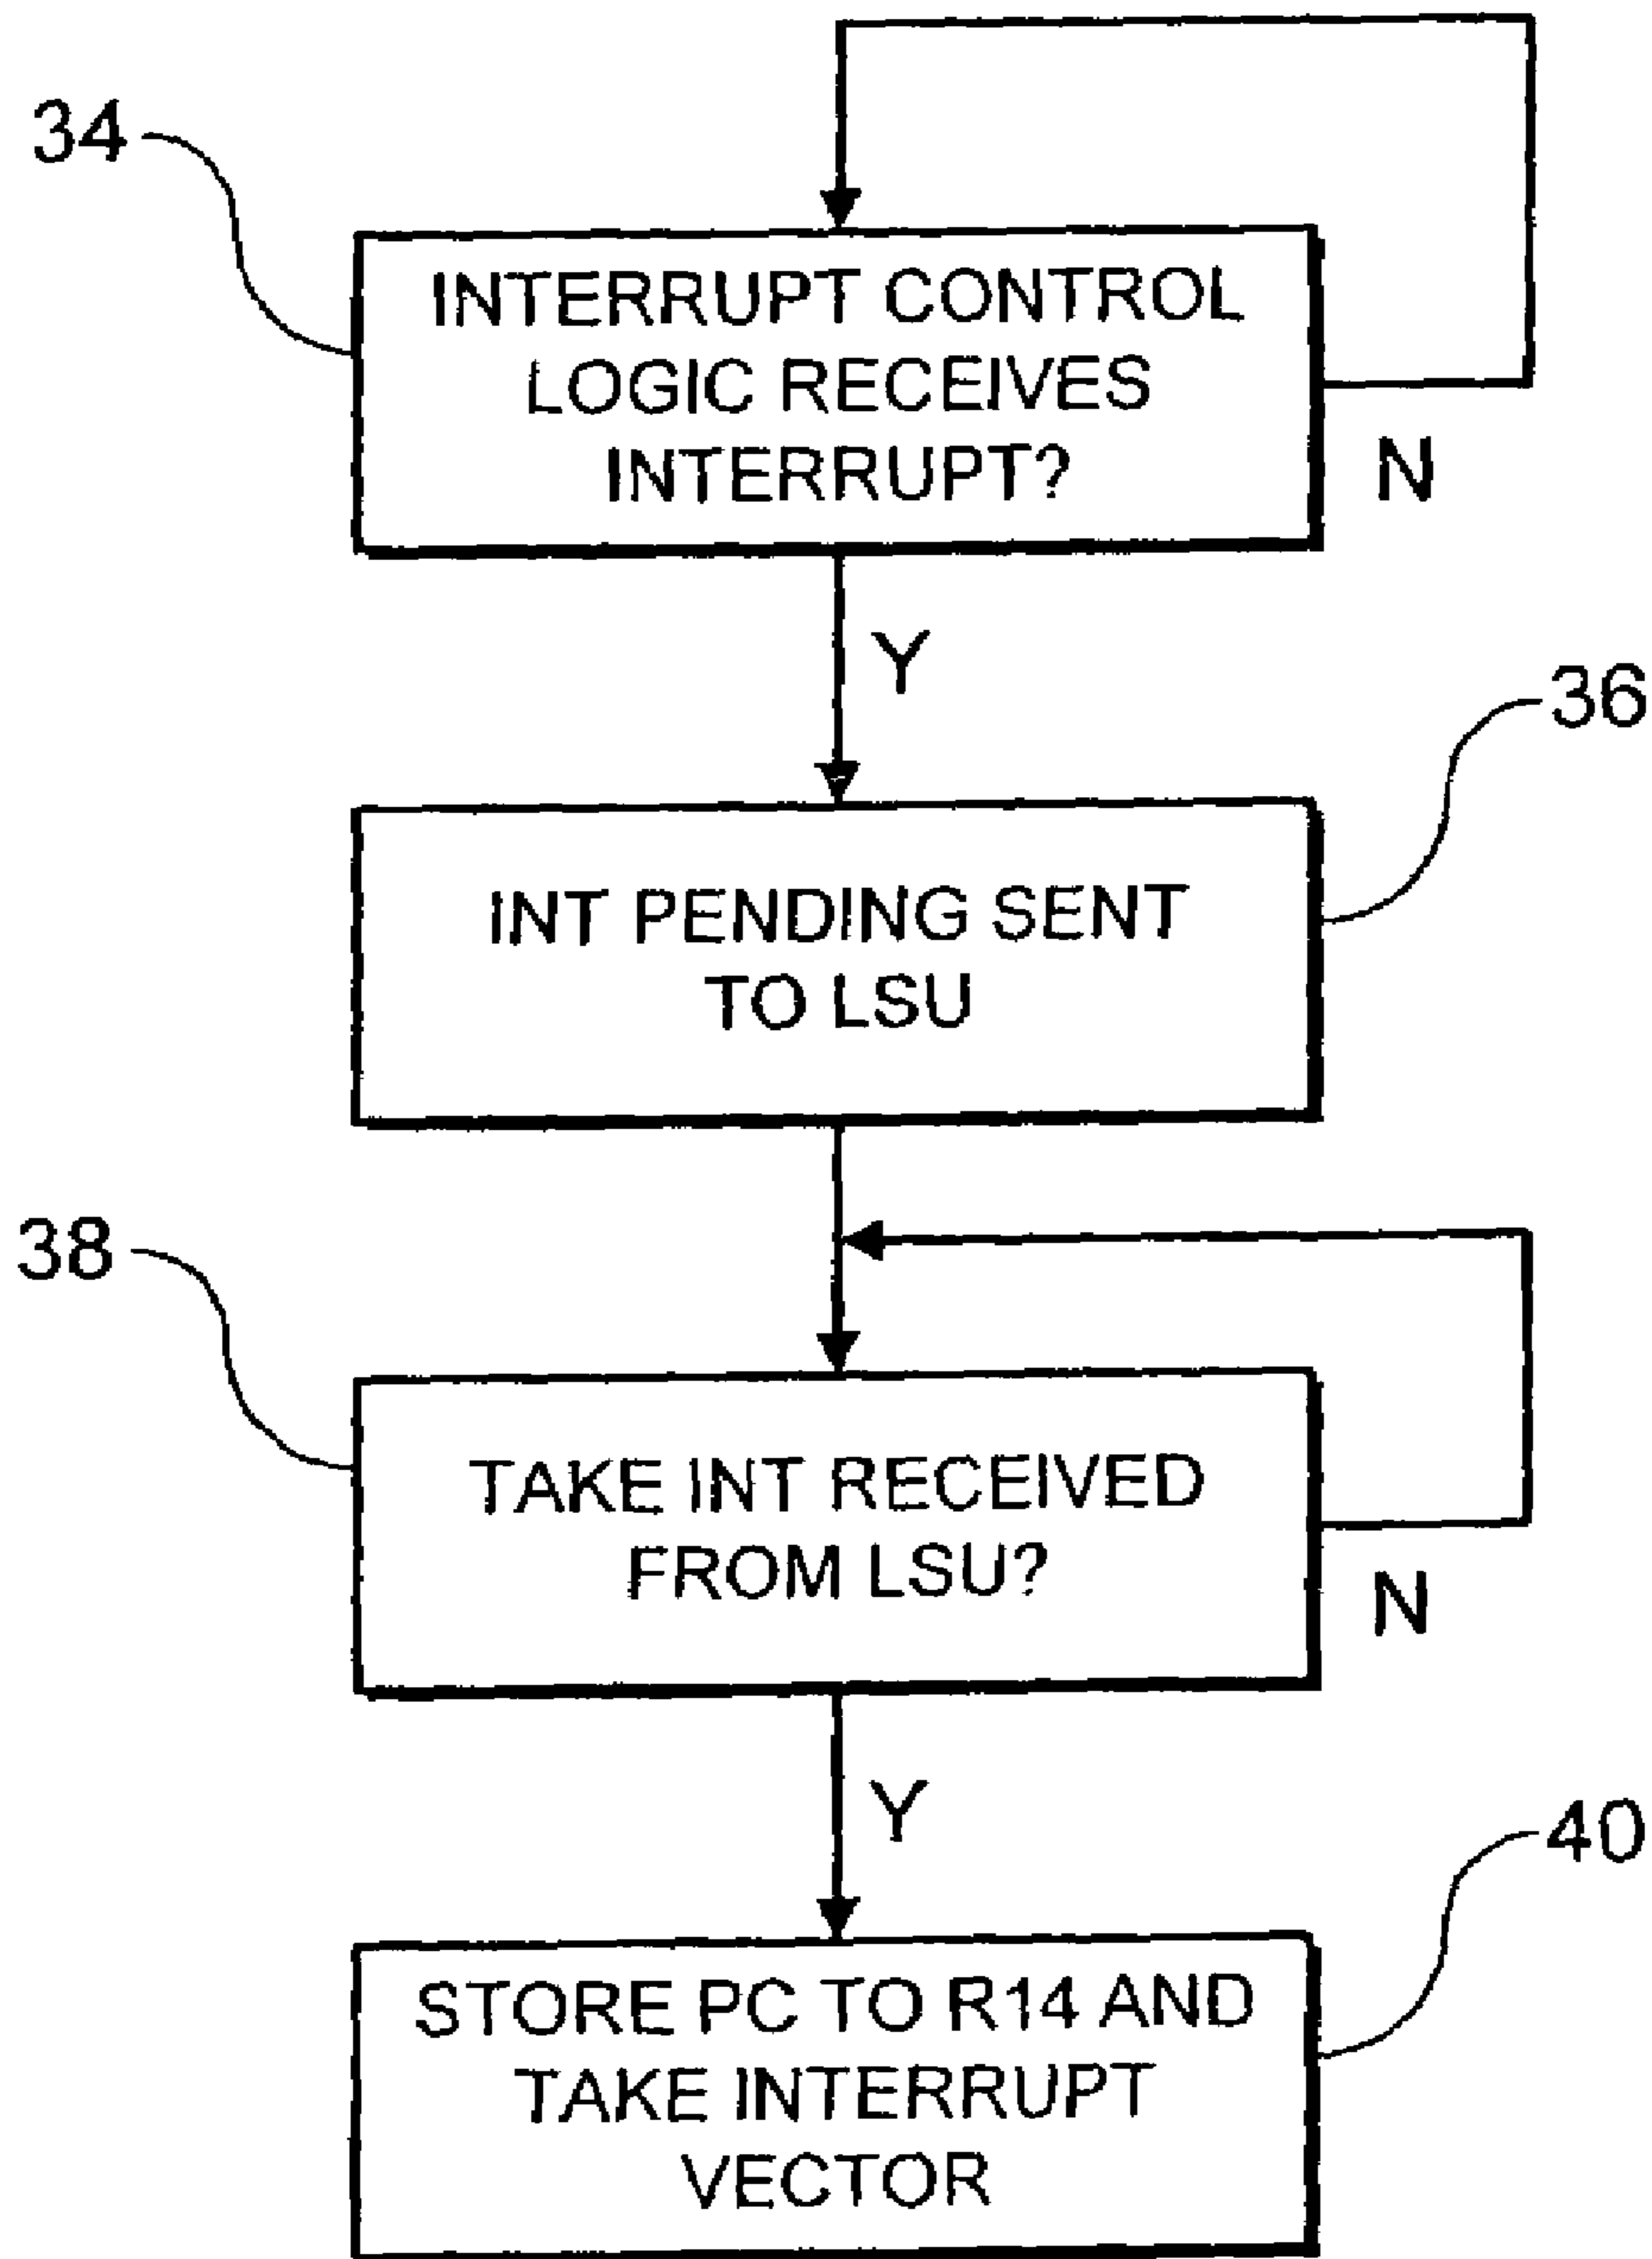 34
INTERRUPT CONTROL
LOGIC RECEIVES
INTERRUPT?
N
Y
36
INT PENDING SENT
TO LSU
38
TAKE INT RECEIVED
FROM LSU?
N
Y
40
STORE PC TO R14 AND
TAKE INTERRUPT
VECTOR